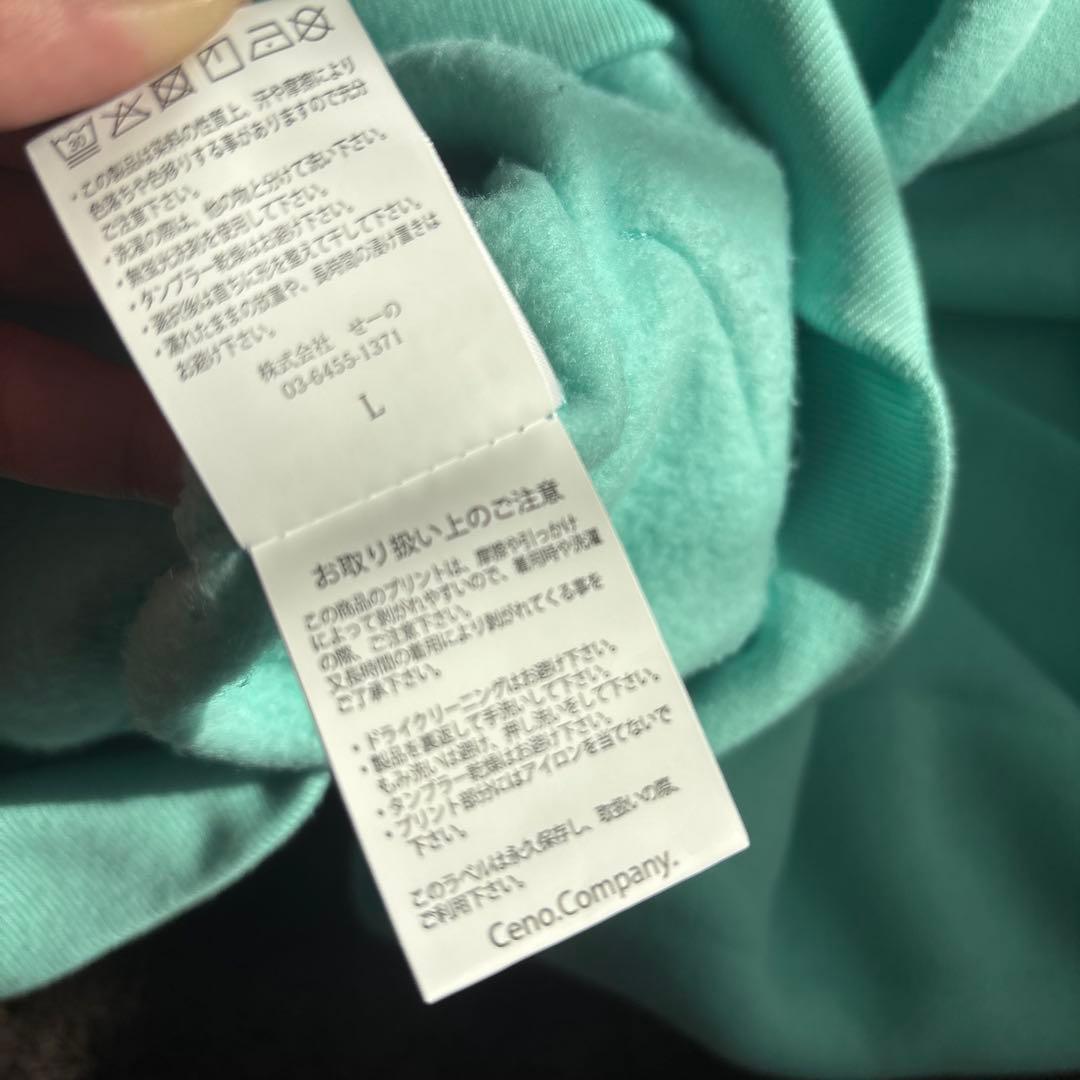 30
・この製品は染料の性質上、汗や摩擦により
色落ちや色移りする事がありますので充分
ご注意下さい。
・洗濯の際は、他の物と分けて洗い下さい。
・無蛍光洗剤を使用して下さい。
・タンブラー乾燥はお避け下さい。
・選択後は直ちに形を整えて干して下さい。
・濡れたままの放置や、長時間の浸け置きは
お避け下さい。
株式会社 せーの
03-6455-1371
L
お取り扱い上のご注意
この商品のプリントは、摩擦や引っかけ
によって剥がれやすいので、着用時や洗濯
の際、ご注意下さい。
又長時間の着用により剥がれてくる事を
ご了承下さい。
・ドライクリーニングはお避け下さい。
・製品を裏返して手洗いして下さい。
もみ洗いは避け、押し洗いをして下さい。
・タンブラー乾燥はお避け下さい。
・プリント部分にはアイロンを当てないで
下さい。
このラベルは永久保存し、取扱いの際、
ご利用下さい。
Ceno.Company.